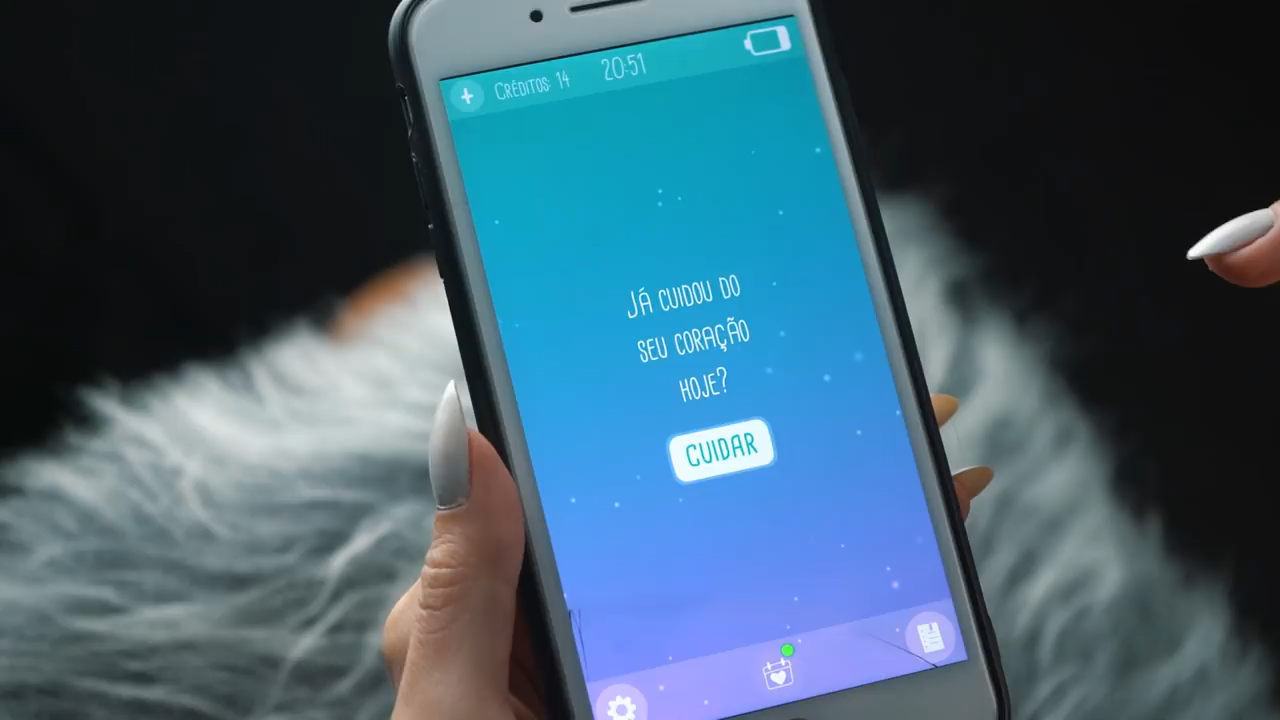 + CRÉDITOS: 14 20:51
JÁ CUIDOU DO
SEU CORAÇÃO
HOJE?
CUIDAR